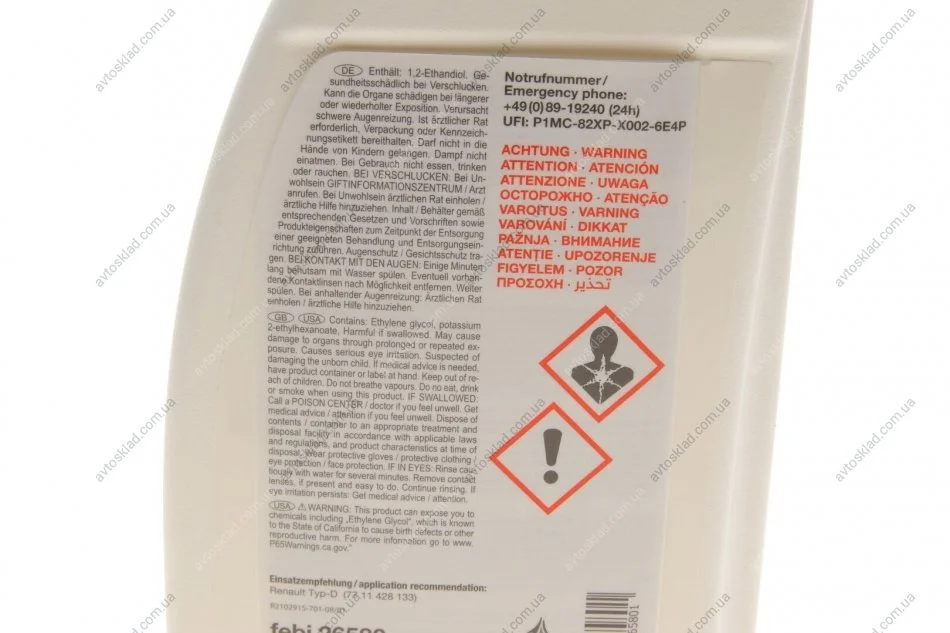 DE Enthält: 1,2-Ethandiol. Ge-
sundheitsschädlich bei Verschlucken.
Kann die Organe schädigen bei längerer
oder wiederholter Exposition. Verursacht
schwere Augenreizung. Ist ärztlicher Rat
erforderlich, Verpackung oder Kennzeich-
nungsetikett bereithalten. Darf nicht in die
Hände von Kindern gelangen. Dampf nicht
einatmen. Bei Gebrauch nicht essen, trinken
oder rauchen. BEI VERSCHLUCKEN: Bei Un-
wohlsein GIFTINFORMATIONSZENTRUM / Arzt
anrufen. Bei Unwohlsein ärztlichen Rat einholen /
ärztliche Hilfe hinzuziehen. Inhalt / Behälter gemäß
entsprechenden Gesetzen und Vorschriften sowie
Produkteigenschaften zum Zeitpunkt der Entsorgung
einer geeigneten Behandlung und Entsorgungsein-
richtung zuführen. Augenschutz / Gesichtsschutz tra-
gen. BEI KONTAKT MIT DEN AUGEN: Einige Minuten
lang behutsam mit Wasser spülen. Eventuell vorhan-
dene Kontaktlinsen nach Möglichkeit entfernen. Weiter
spülen. Bei anhaltender Augenreizung: Ärztlichen Rat
einholen / ärztliche Hilfe hinzuziehen.
GB USA Contains: Ethylene glycol, potassium
2-ethylhexanoate, Harmful if swallowed. May cause
damage to organs through prolonged or repeated ex-
posure. Causes serious eye irritation. Suspected of
damaging the unborn child. If medical advice is needed,
have product container or label at hand. Keep out of re-
ach of children. Do not breathe vapours. Do no eat, drink
or smoke when using this product. IF SWALLOWED:
Call a POISON CENTER / doctor if you feel unwell. Get
medical advice / attention if you feel unwell. Dispose of
contents / container to an appropriate treatment and
disposal facility in accordance with applicable laws
and regulations, and product characteristics at time of
disposal. Wear protective gloves / protective clothing /
eye protection / face protection. IF IN EYES: Rinse cau-
tiously with water for several minutes. Remove contact
lenses, if present and easy to do. Continue rinsing. If
eye irritation persists: Get medical advice / attention.
USA ⚠ WARNING: This product can expose you to
chemicals including „Ethylene Glycol", which is known
to the State of California to cause birth defects or other
reproductive harm. For more information go to www.
P65Warnings.ca.gov."
Einsatzempfehlung / application recommendation:
Renault Typ-D (77 11 428 133)
febi 26580
Notrufnummer/
Emergency phone:
+49(0)89-19240 (24h)
UFI: P1MC-82XP-X002-6E4P
ACHTUNG · WARNING
ATTENTION · ATENCIÓN
ATTENZIONE · UWAGA
ОСТОРОЖНО · ATENÇÃO
VAROITUS · VARNING
VAROVÁNÍ · DIKKAT
PAŽNJA · ВНИМАНИЕ
ATENȚIE · UPOZORENJE
FIGYELEM · POZOR
ΠΡΟΣΟΧΗ · تحذير
avtosklad.com.ua